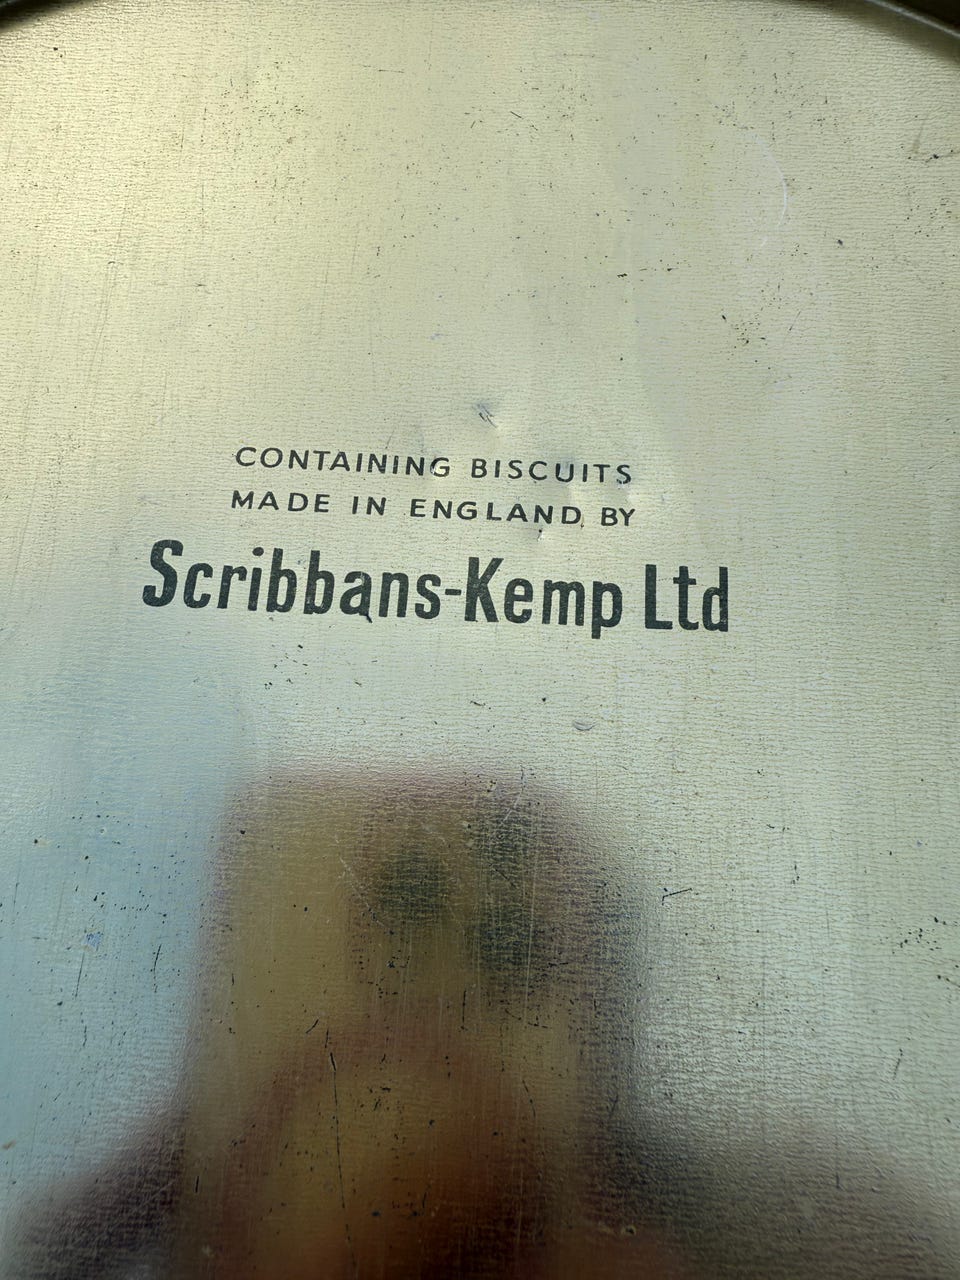 CONTAINING BISCUITS
MADE IN ENGLAND BY
Scribbans-Kemp Ltd